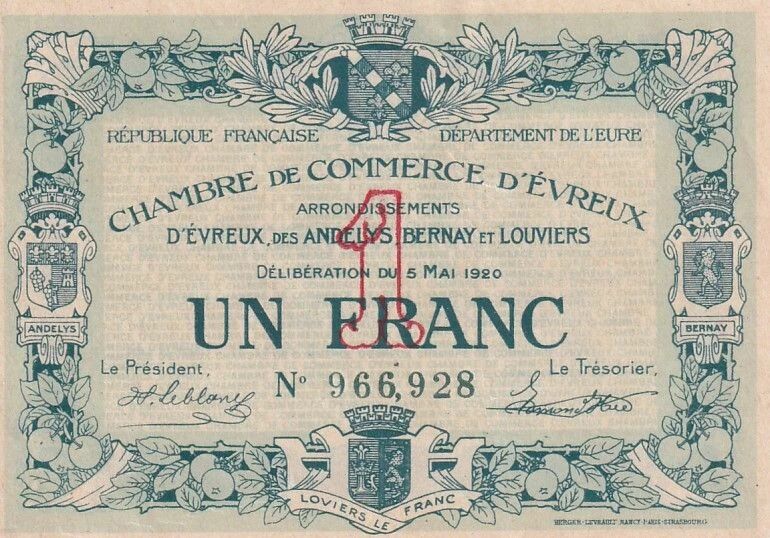 RÉPUBLIQUE FRANÇAISE DÉPARTEMENT DE L'EURE
CHAMBRE DE COMMERCE D'ÉVREUX
1
ARRONDISSEMENTS
D'ÉVREUX, DES ANDELYS, BERNAY ET LOUVIERS
DÉLIBÉRATION DU 5 MAI 1920
UN FRANC
ANDELYS
BERNAY
Le Président, Le Trésorier,
Nº 966,928
H. Leblanc
LOVIERS LE FRANC
BERGER-LEVRAULT NANCY-PARIS-STRASBOURG